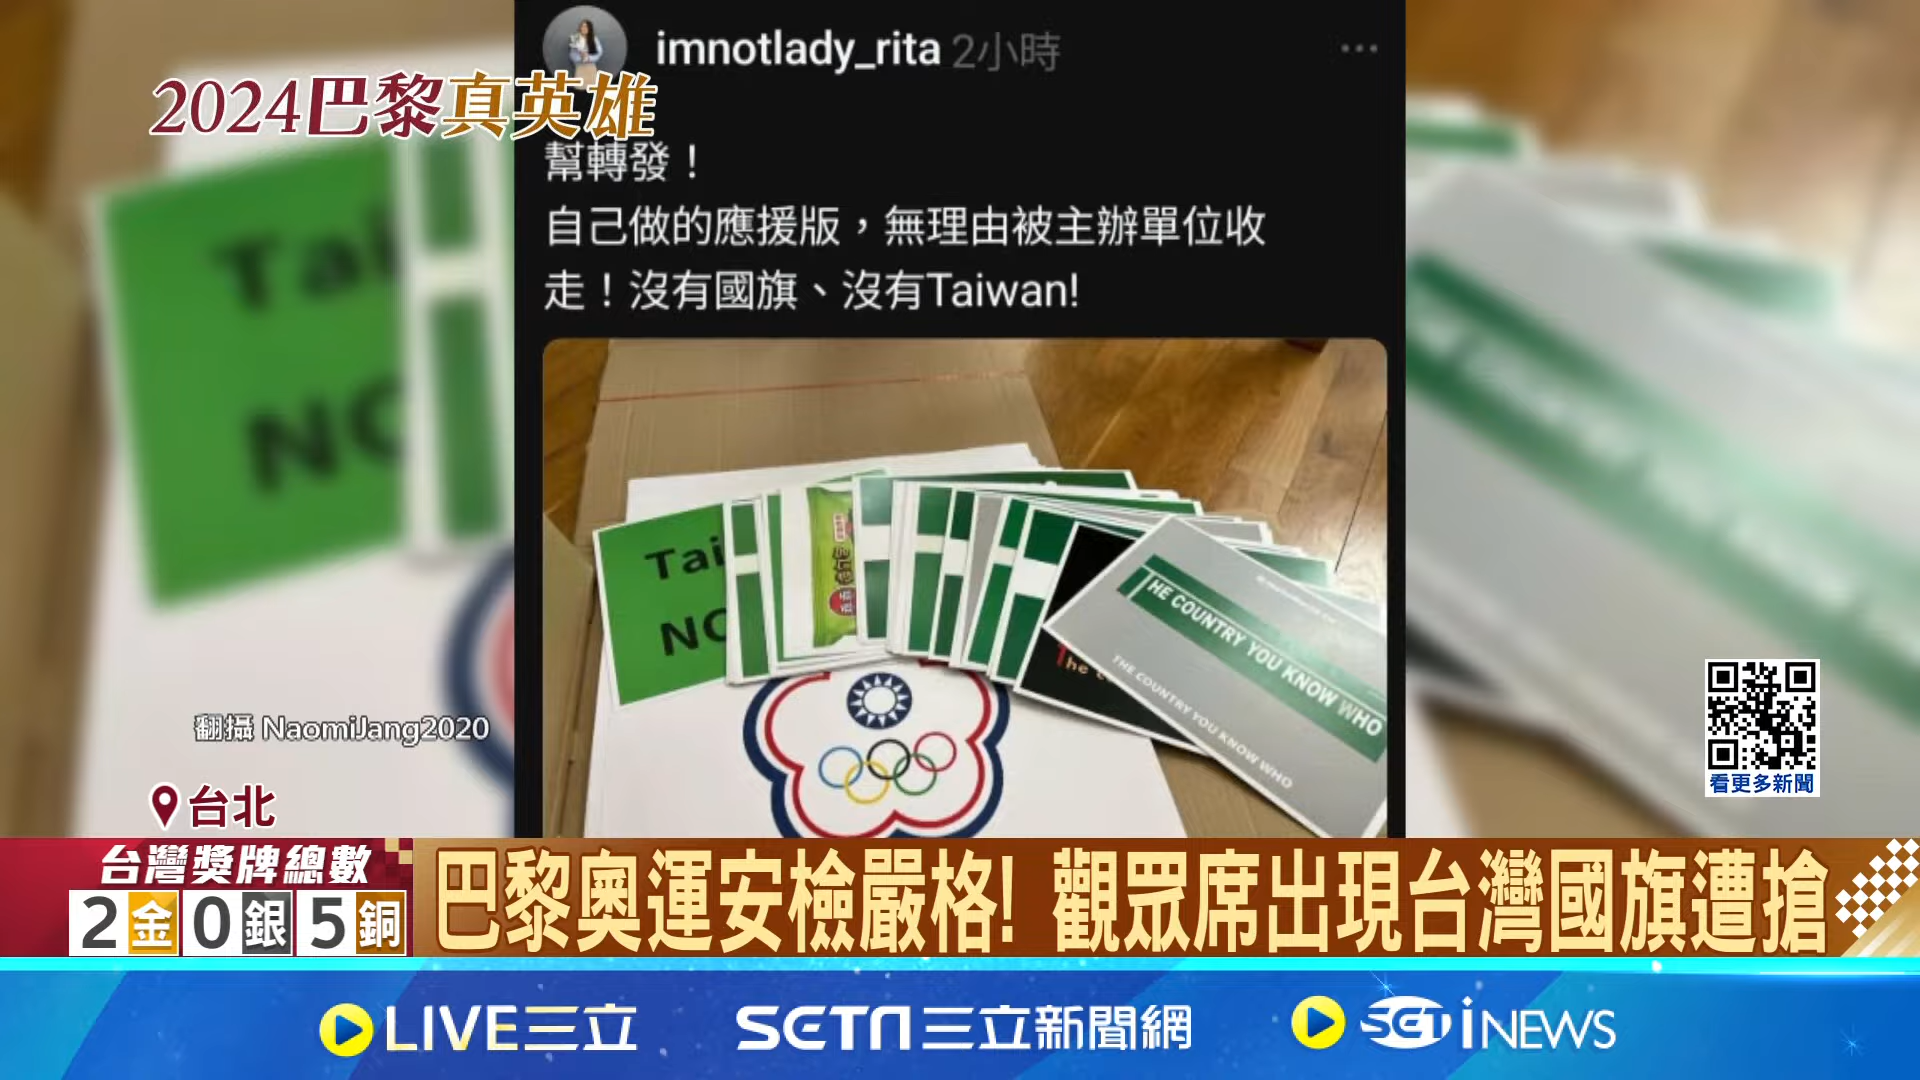 imnotlady_rita 2小時
2024巴黎真英雄
幫轉發！
自己做的應援版，無理由被主辦單位收
走！沒有國旗、沒有Taiwan!
Tai
NO
Tai
NO
THE COUNTRY YOU KNOW WHO
THE COUNTRY YOU KNOW WHO
The c
翻攝 NaomiJang2020
看更多新聞
台北
台灣獎牌總數
2金 0銀 5銅
巴黎奧運安檢嚴格! 觀眾席出現台灣國旗遭搶
LIVE三立
SETN三立新聞網
SET iNEWS